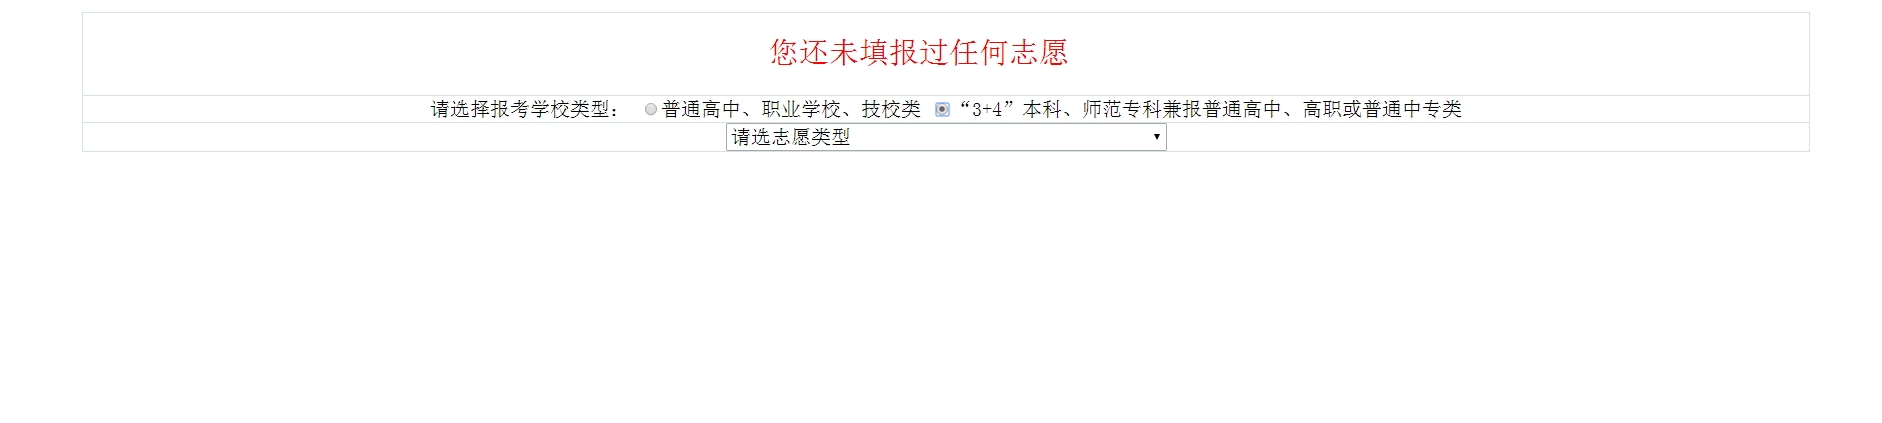 您还未填报过任何志愿
请选择报考学校类型： 普通高中、职业学校、技校类 “3+4”本科、师范专科兼报普通高中、高职或普通中专类
请选志愿类型